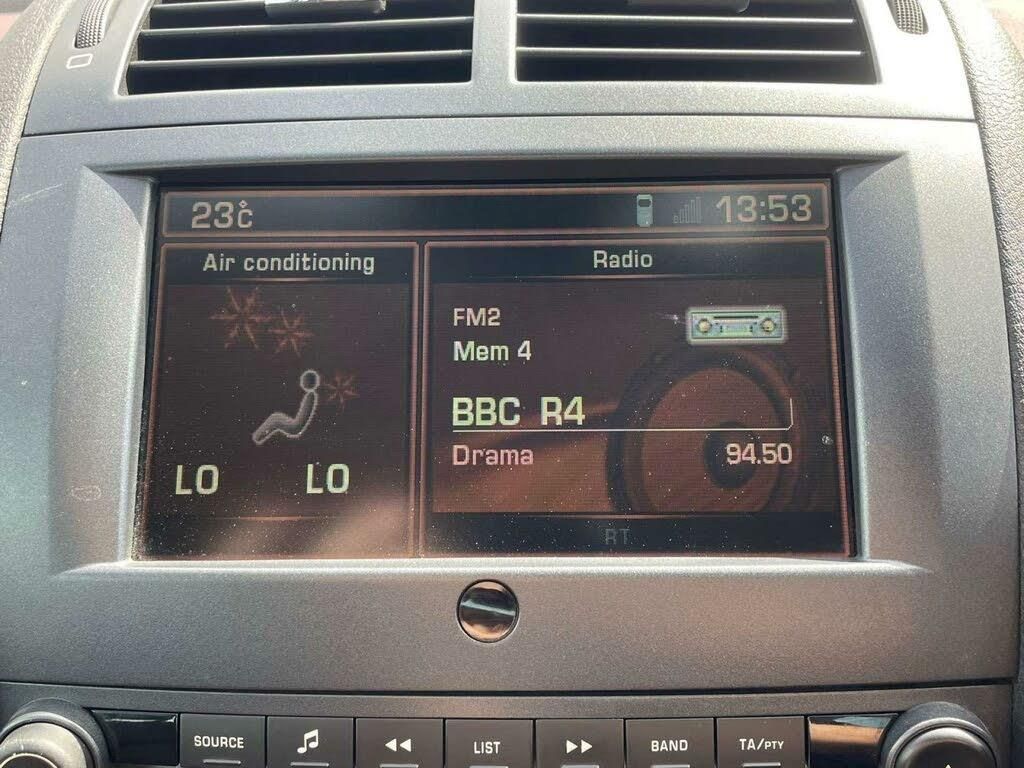 23°C 13:53
Air conditioning
LO LO
Radio
FM2
Mem 4
BBC R4
Drama 94.50
RT
SOURCE LIST BAND TA/PTY